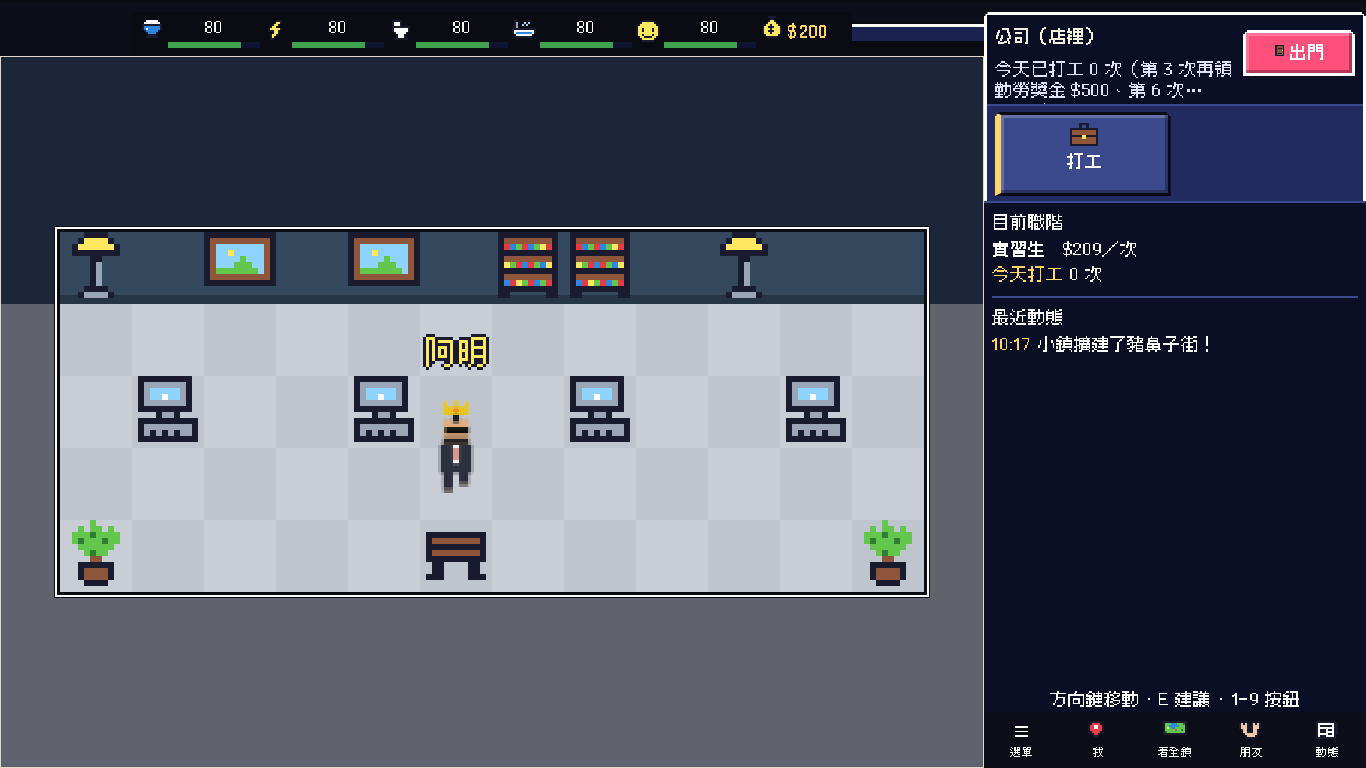 80 80 80 80 80 $200
公司（店裡）
今天已打工 0 次（第 3 次再領
勤勞獎金 $500、第 6 次…
出門
打工
目前職階
實習生 $209／次
今天打工 0 次
最近動態
10:17 小鎮擴建了豬鼻子街！
阿明
方向鍵移動 · E 建議 · 1-9 按鈕
選單 我 看全鎮 朋友 動態